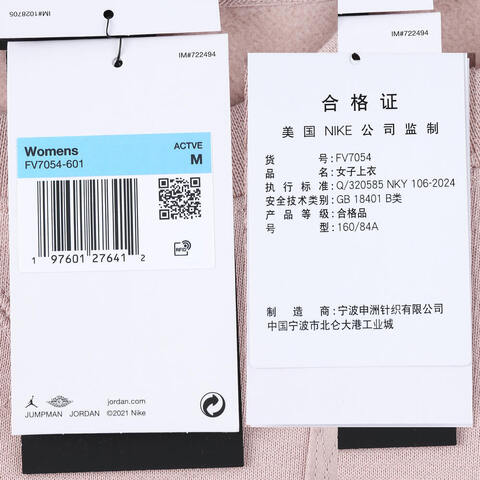 IM#1028705
IM#722494
Womens
FV7054-601
ACTVE
M
1 97601 27641 2
RFID
JUMPMAN
JORDAN
jordan.com
©2021 Nike
IM#722494
合格证
美国 NIKE 公司监制
货号:FV7054
品名:女子上衣
执行标准:Q/320585 NKY 106-2024
安全技术类别:GB 18401 B类
产品等级:合格品
号型:160/84A
制造商:宁波申洲针织有限公司
中国宁波市北仑大港工业城